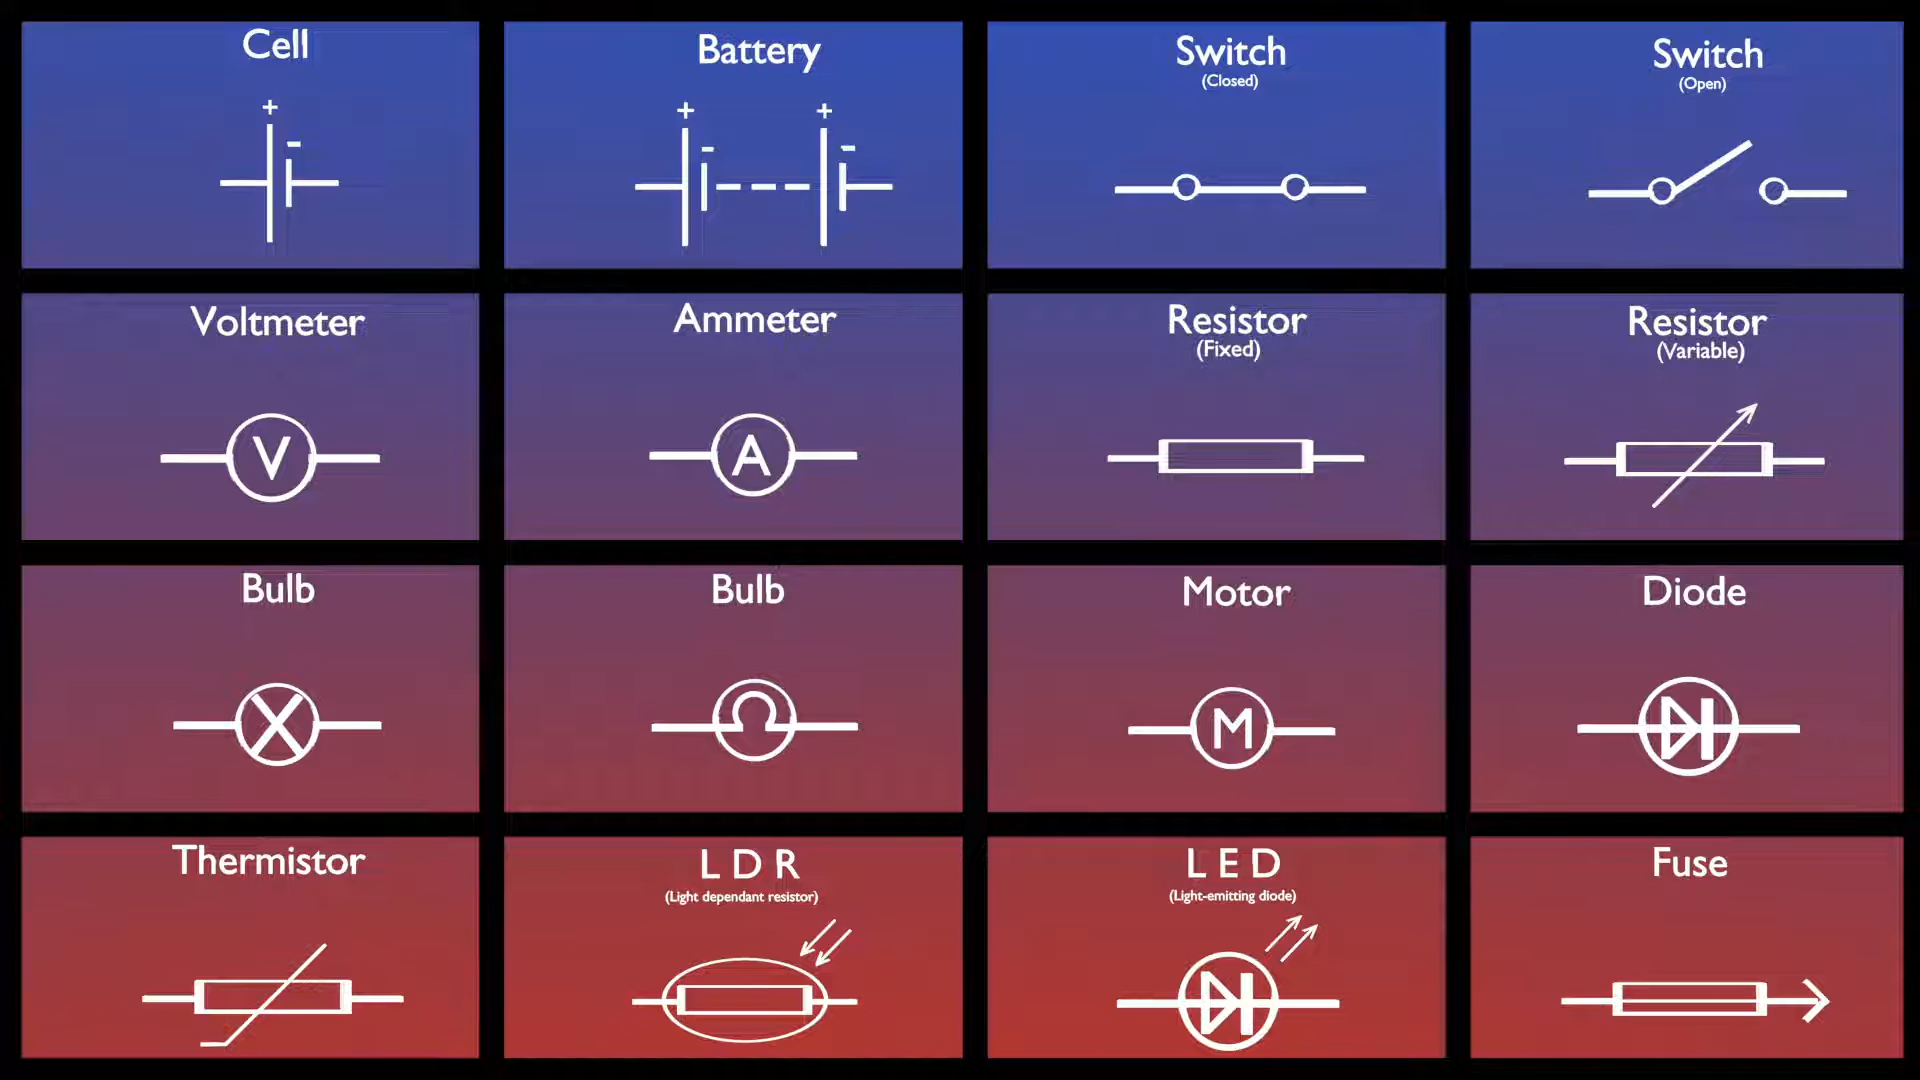 Cell
+
-
Battery
+ +
- -
Switch
(Closed)
Switch
(Open)
Voltmeter
V
Ammeter
A
Resistor
(Fixed)
Resistor
(Variable)
Bulb
Bulb
Motor
M
Diode
Thermistor
L D R
(Light dependant resistor)
L E D
(Light-emitting diode)
Fuse